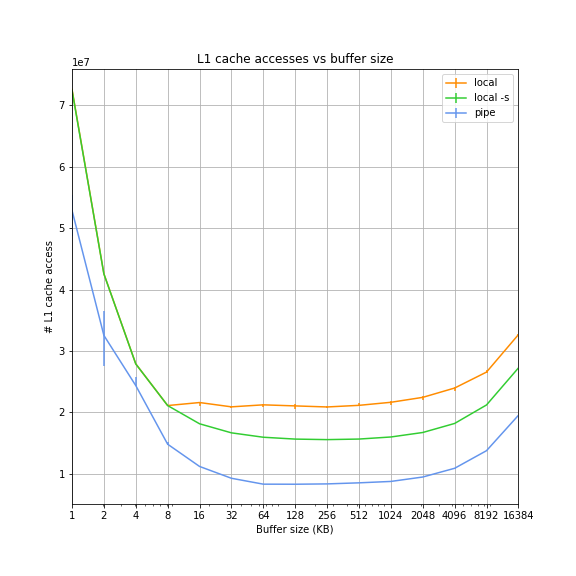 L1 cache accesses vs buffer size
1e7
local
local -s
pipe
7
6
5
4
3
2
1
# L1 cache access
1 2 4 8 16 32 64 128 256 512 1024 2048 4096 8192 16384
Buffer size (KB)